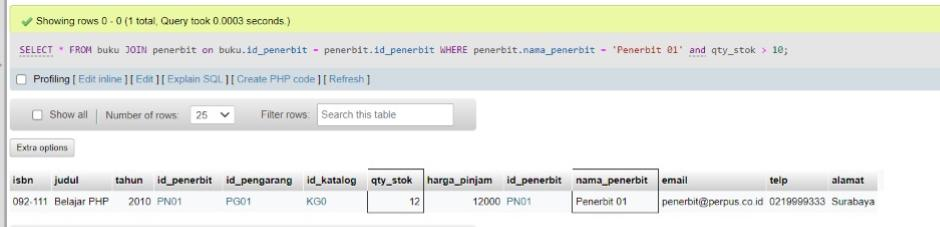 Showing rows 0 - 0 (1 total, Query took 0.0003 seconds.)
SELECT * FROM buku JOIN penerbit on buku.id_penerbit = penerbit.id_penerbit WHERE penerbit.nama_penerbit = 'Penerbit 01' and qty_stok > 10;
Profiling [ Edit inline ] [ Edit ] [ Explain SQL ] [ Create PHP code ] [ Refresh ]
Show all | Number of rows: 25 Filter rows: Search this table
Extra options
isbn judul tahun id_penerbit id_pengarang id_katalog qty_stok harga_pinjam id_penerbit nama_penerbit email telp alamat
092-111 Belajar PHP 2010 PN01 PG01 KG0 12 12000 PN01 Penerbit 01 penerbit@perpus.co.id 0219999333 Surabaya